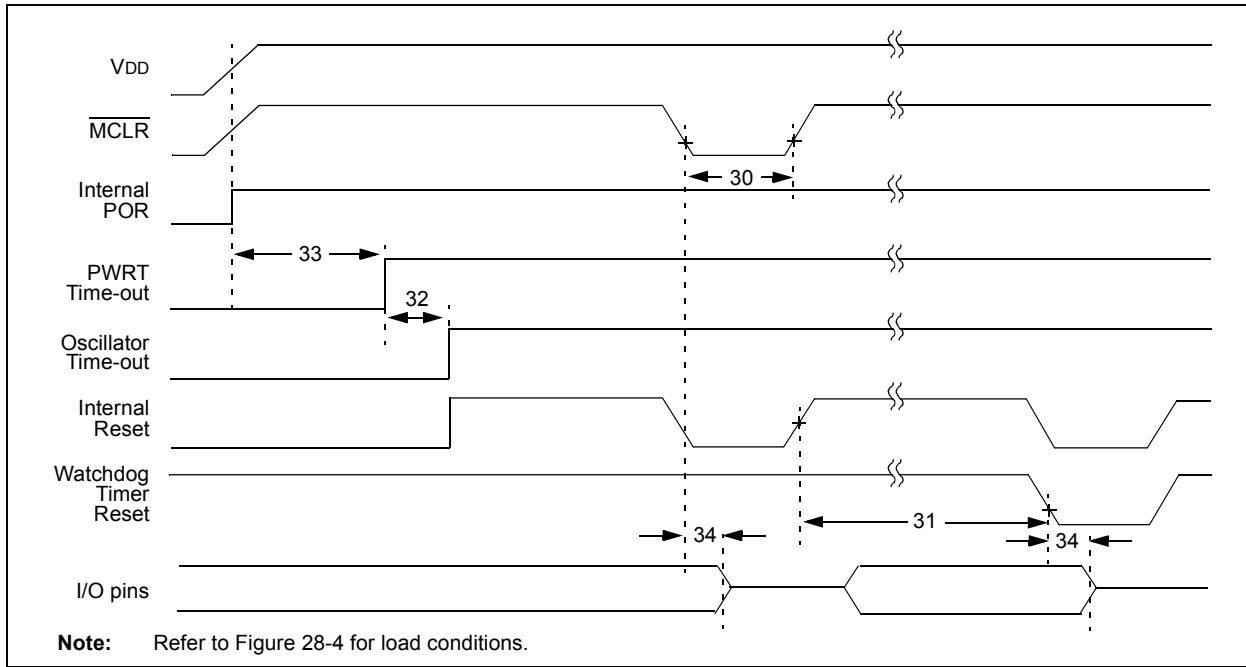 VDD
MCLR
30
Internal
POR
33
PWRT
Time-out
32
Oscillator
Time-out
Internal
Reset
Watchdog
Timer
Reset
31
34
34
I/O pins
Note: Refer to Figure 28-4 for load conditions.